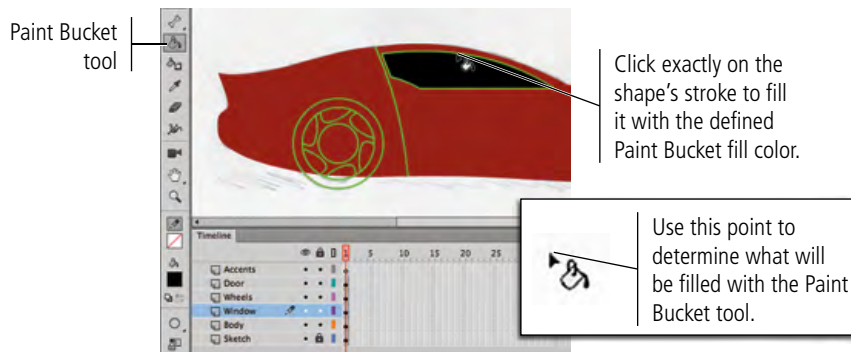 Paint Bucket
tool
Click exactly on the
shape's stroke to fill
it with the defined
Paint Bucket fill color.
Use this point to
determine what will
be filled with the Paint
Bucket tool.
Timeline
1 5 10 15 20 25
Accents
Door
Wheels
Window
Body
Sketch